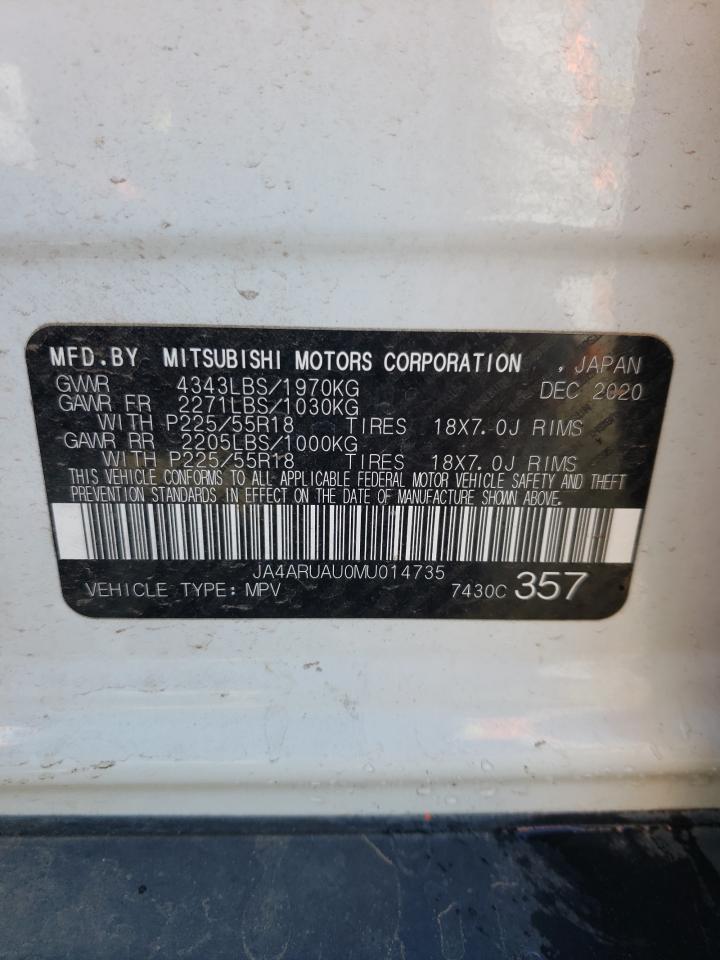 MFD.BY MITSUBISHI MOTORS CORPORATION , JAPAN
GVWR 4343LBS/1970KG DEC 2020
GAWR FR 2271LBS/1030KG
WITH P225/55R18 TIRES 18X7.0J RIMS
GAWR RR 2205LBS/1000KG
WITH P225/55R18 TIRES 18X7.0J RIMS
THIS VEHICLE CONFORMS TO ALL APPLICABLE FEDERAL MOTOR VEHICLE SAFETY AND THEFT
PREVENTION STANDARDS IN EFFECT ON THE DATE OF MANUFACTURE SHOWN ABOVE.
JA4ARUAU0MU014735
VEHICLE TYPE: MPV 7430C 357